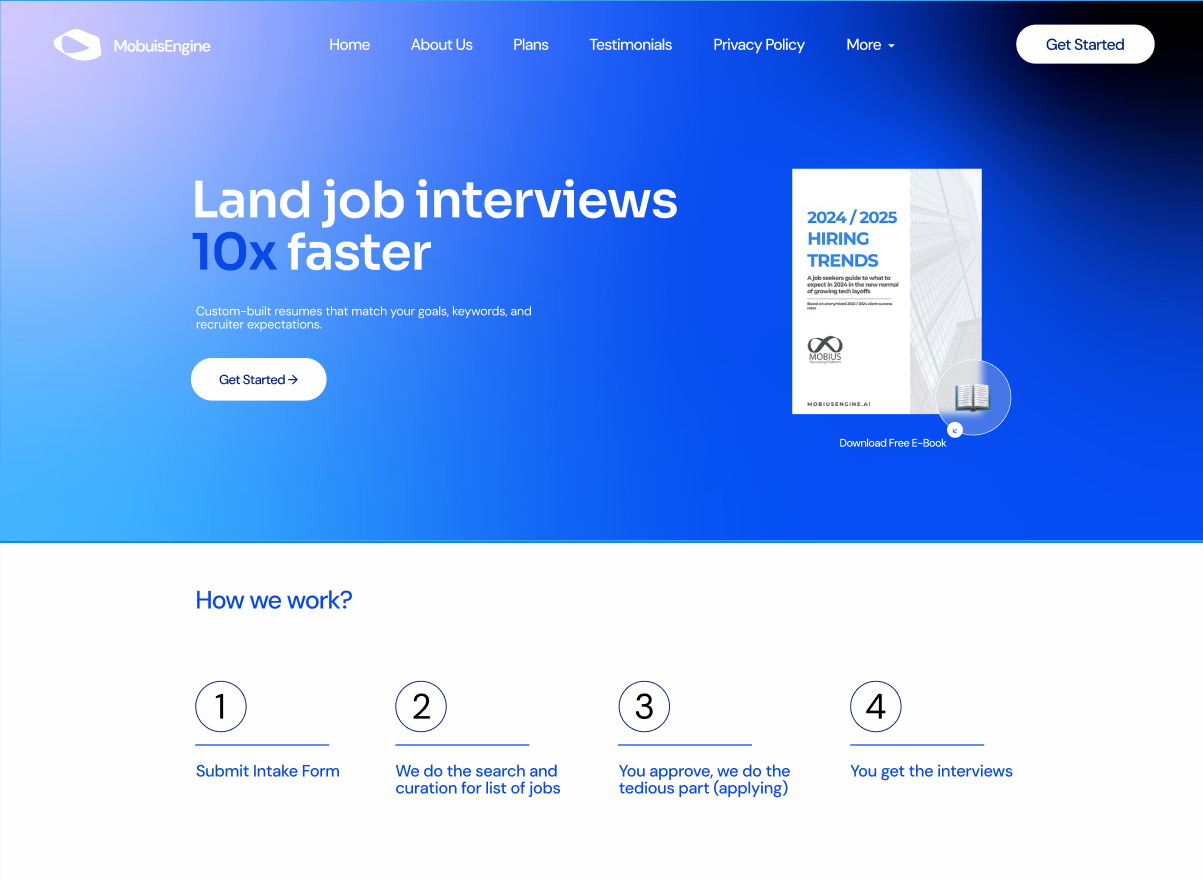 MobuisEngine
Home
About Us
Plans
Testimonials
Privacy Policy
More
Get Started
Land job interviews
10x faster
Custom-built resumes that match your goals, keywords, and
recruiter expectations.
Get Started →
2024 / 2025
HIRING
TRENDS
A job seekers guide to what to
expect in 2024 in the new normal
of growing tech layoffs
Based on anonymized 2023 / 2024 client success
MOBIUS
MOBIUSENGINE.AI
Download Free E-Book
How we work?
1
2
3
4
Submit Intake Form
We do the search and
curation for list of jobs
You approve, we do the
tedious part (applying)
You get the interviews